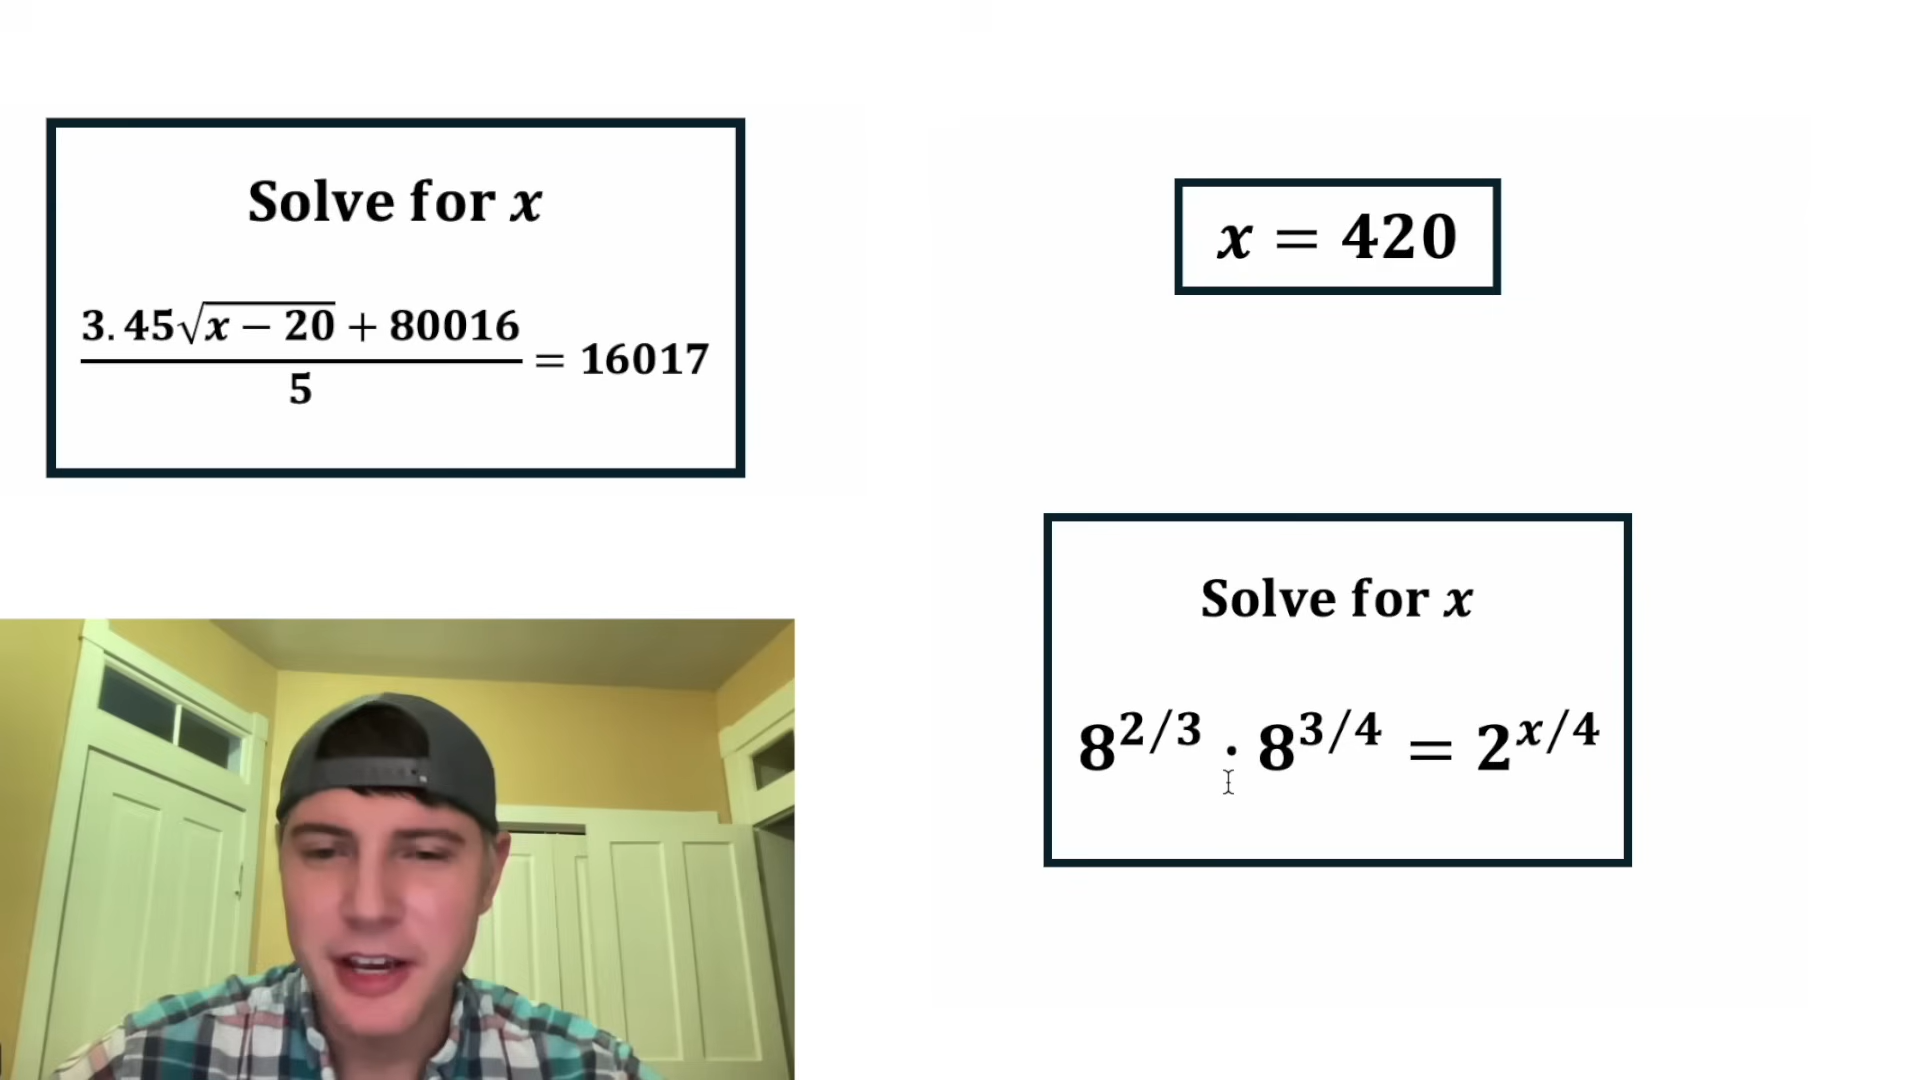 Solve for x
3.45√x − 20 + 80016
5
= 16017
x = 420
Solve for x
8^2/3 · 8^3/4 = 2^x/4